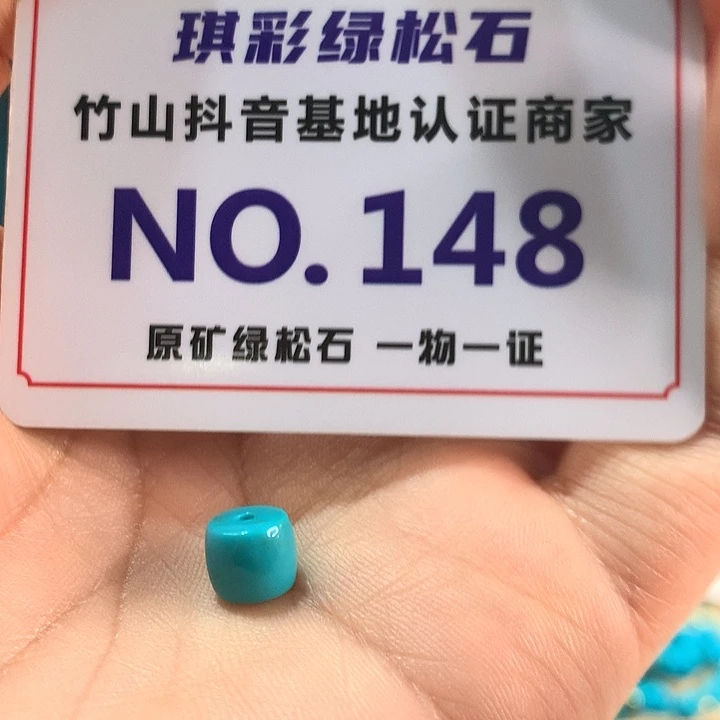 琪彩绿松石
竹山抖音基地认证商家
NO.148
原矿绿松石 一物一证